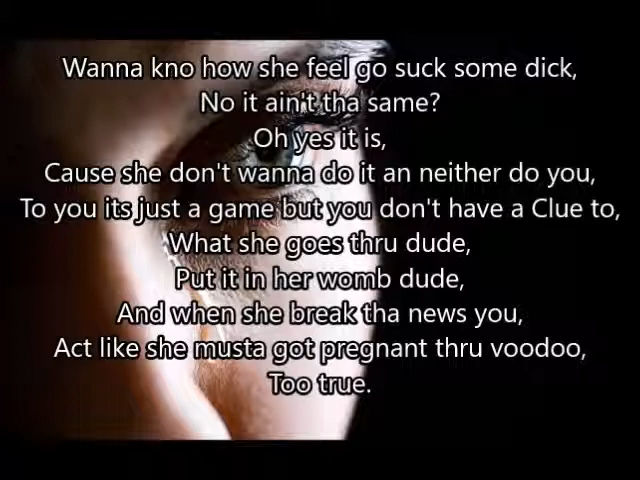 Wanna kno how she feel go suck some dick,
No it ain't tha same?
Oh yes it is,
Cause she don't wanna do it an neither do you,
To you its just a game but you don't have a Clue to,
What she goes thru dude,
Put it in her womb dude,
And when she break tha news you,
Act like she musta got pregnant thru voodoo,
Too true.